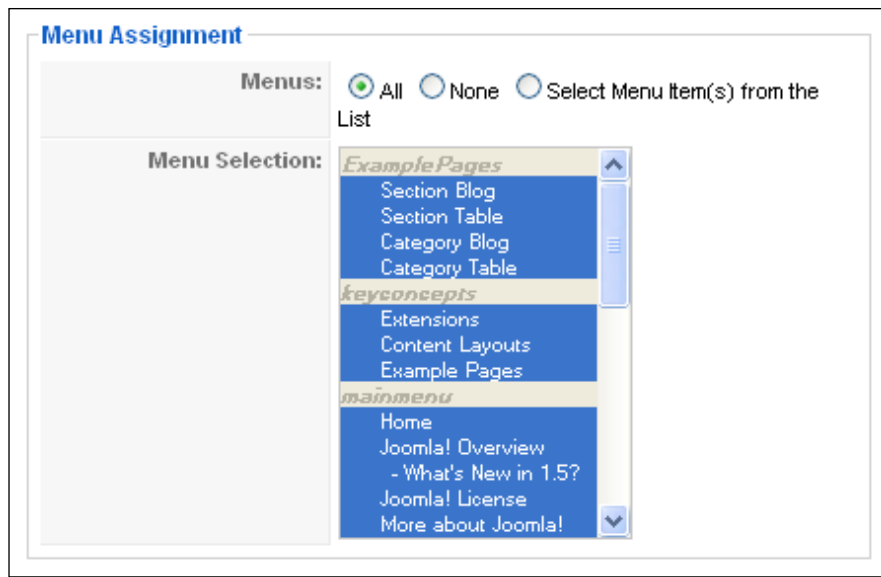 Menu Assignment
Menus: All None Select Menu Item(s) from the
List
Menu Selection: ExamplePages
Section Blog
Section Table
Category Blog
Category Table
keyconcepts
Extensions
Content Layouts
Example Pages
mainmenu
Home
Joomla! Overview
- What's New in 1.5?
Joomla! License
More about Joomla!